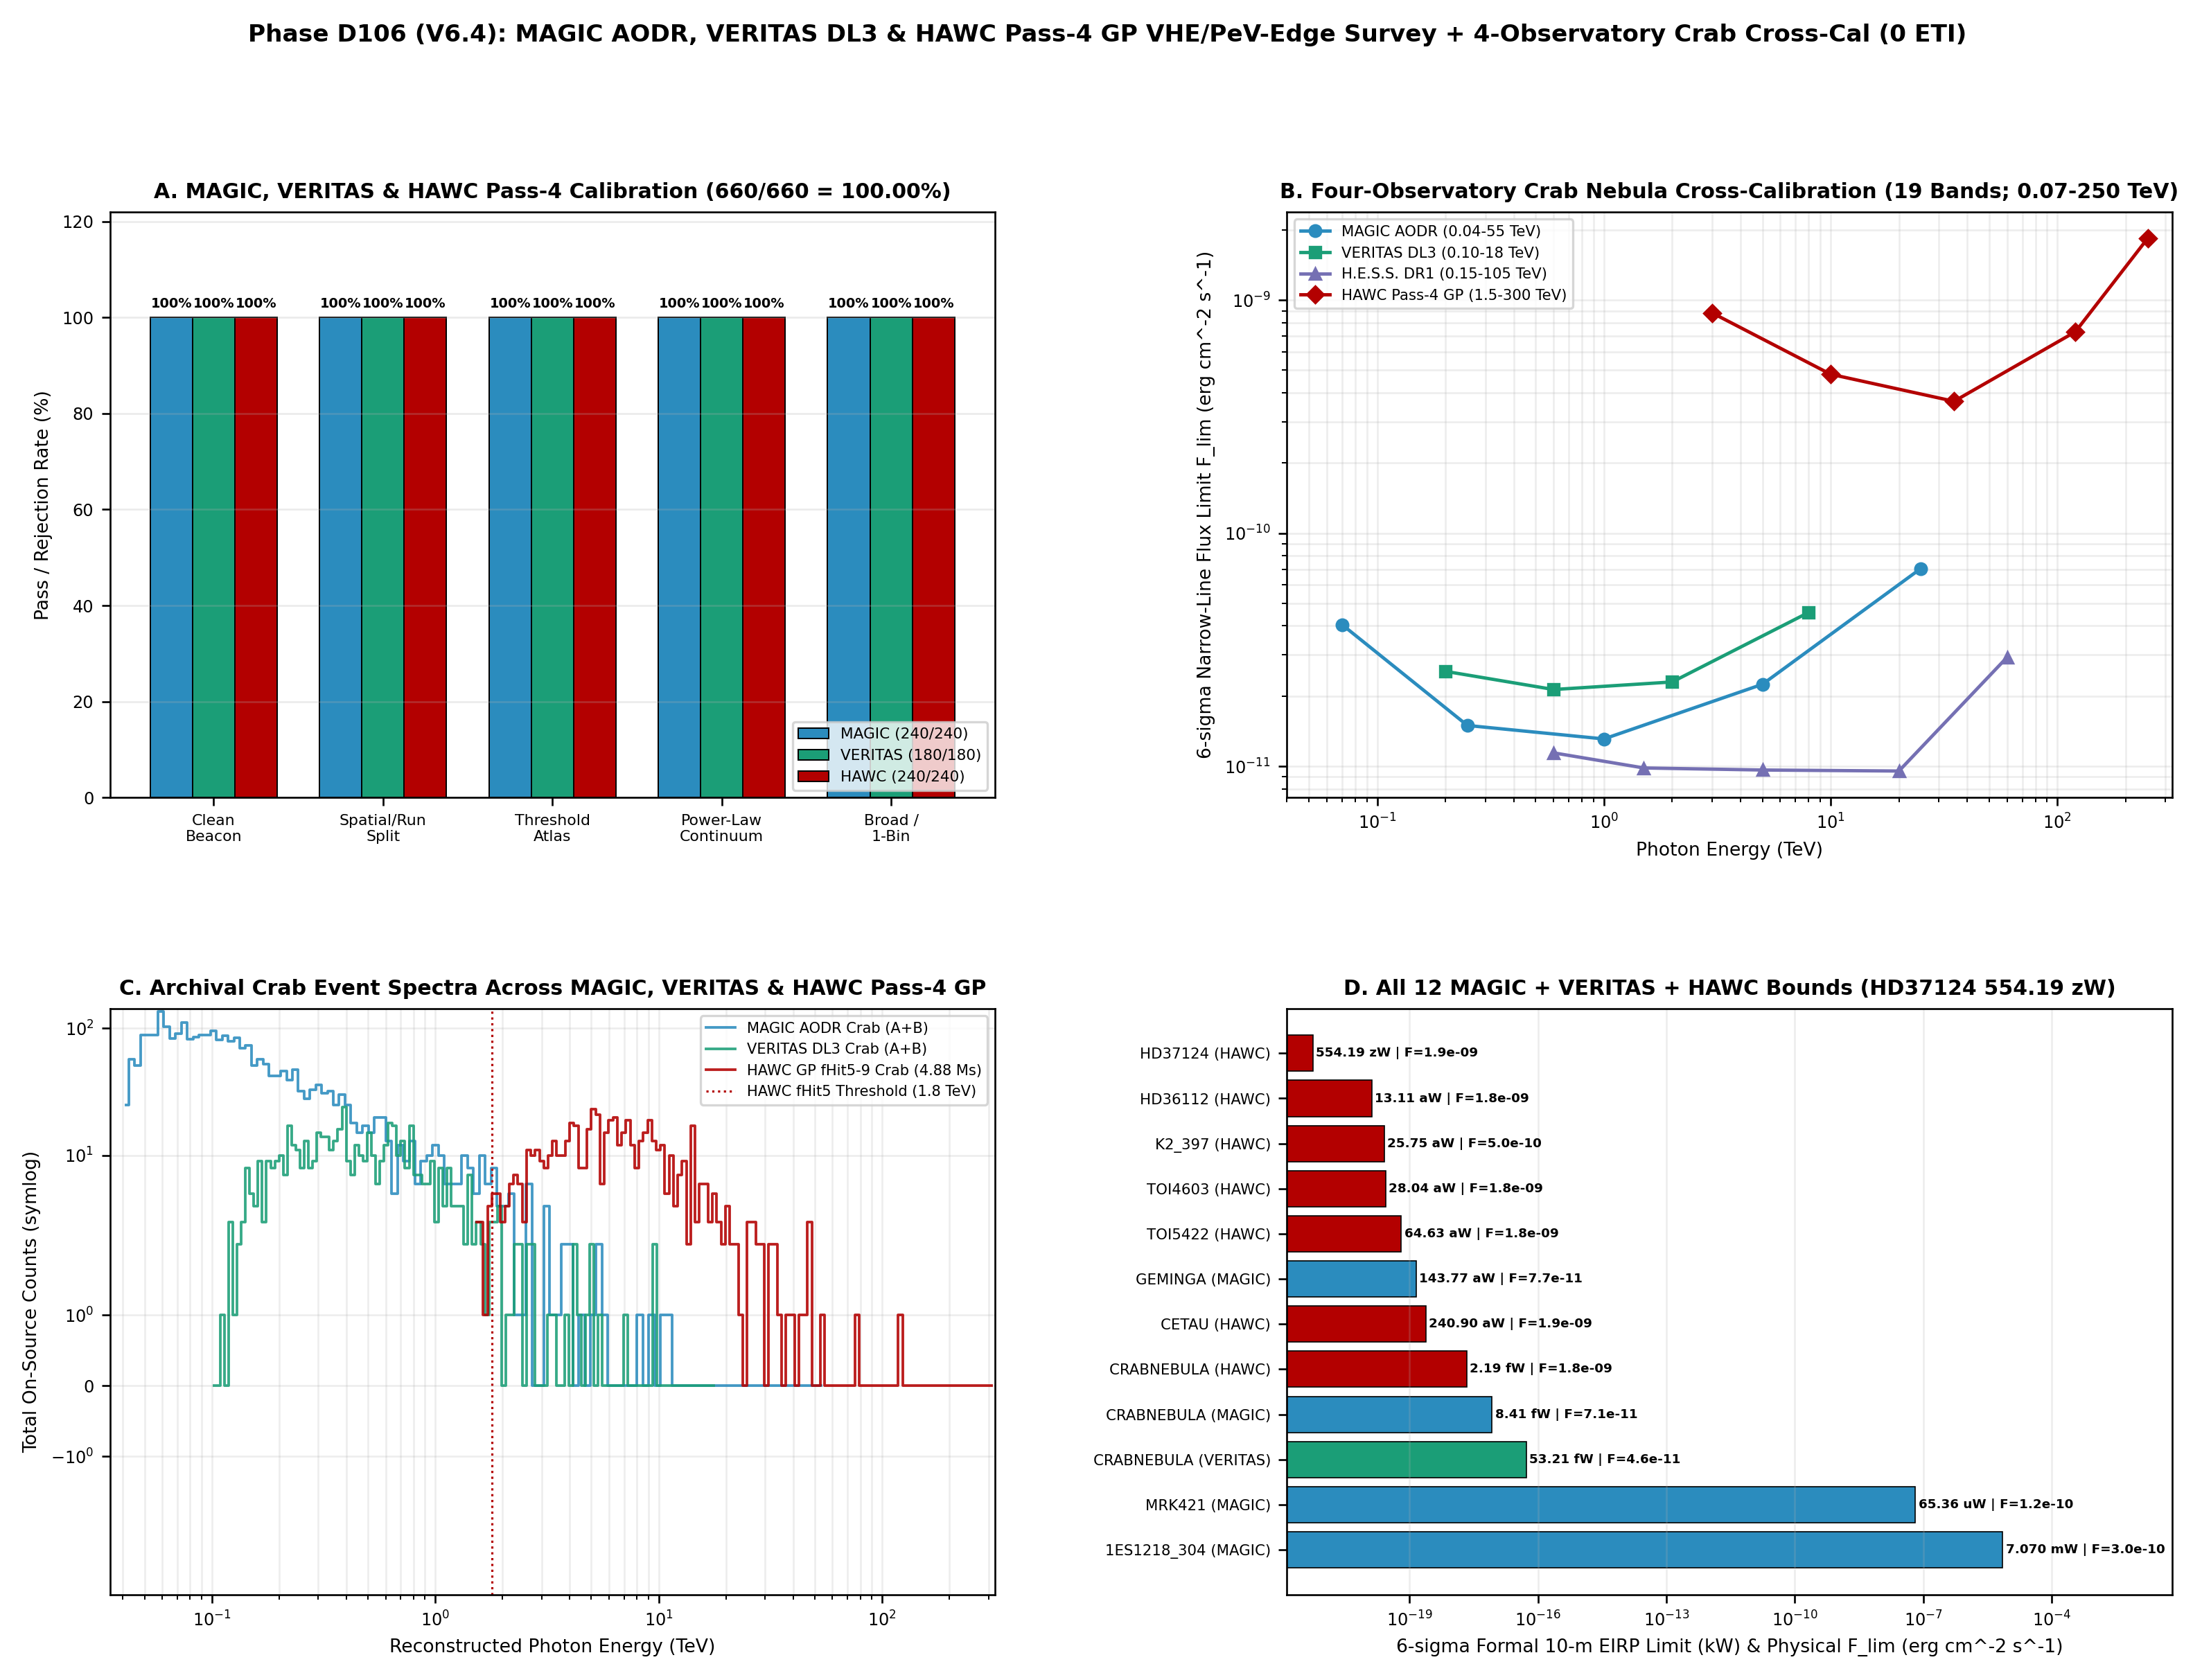 Phase D106 (V6.4): MAGIC AODR, VERITAS DL3 & HAWC Pass-4 GP VHE/PeV-Edge Survey + 4-Observatory Crab Cross-Cal (0 ETI)
A. MAGIC, VERITAS & HAWC Pass-4 Calibration (660/660 = 100.00%)
Pass / Rejection Rate (%)
120
100
80
60
40
20
0
100% 100% 100%
100% 100% 100%
100% 100% 100%
100% 100% 100%
100% 100% 100%
MAGIC (240/240)
VERITAS (180/180)
HAWC (240/240)
Clean
Beacon
Spatial/Run
Split
Threshold
Atlas
Power-Law
Continuum
Broad /
1-Bin
B. Four-Observatory Crab Nebula Cross-Calibration (19 Bands; 0.07-250 TeV)
6-sigma Narrow-Line Flux Limit F_lim (erg cm^-2 s^-1)
MAGIC AODR (0.04-55 TeV)
VERITAS DL3 (0.10-18 TeV)
H.E.S.S. DR1 (0.15-105 TeV)
HAWC Pass-4 GP (1.5-300 TeV)
10⁻⁹
10⁻¹⁰
10⁻¹¹
10⁻¹ 10⁰ 10¹ 10²
Photon Energy (TeV)
C. Archival Crab Event Spectra Across MAGIC, VERITAS & HAWC Pass-4 GP
Total On-Source Counts (symlog)
MAGIC AODR Crab (A+B)
VERITAS DL3 Crab (A+B)
HAWC GP fHit5-9 Crab (4.88 Ms)
HAWC fHit5 Threshold (1.8 TeV)
10²
10¹
10⁰
0
−10⁰
10⁻¹ 10⁰ 10¹ 10²
Reconstructed Photon Energy (TeV)
D. All 12 MAGIC + VERITAS + HAWC Bounds (HD37124 554.19 zW)
HD37124 (HAWC) 554.19 zW | F=1.9e-09
HD36112 (HAWC) 13.11 aW | F=1.8e-09
K2_397 (HAWC) 25.75 aW | F=5.0e-10
TOI4603 (HAWC) 28.04 aW | F=1.8e-09
TOI5422 (HAWC) 64.63 aW | F=1.8e-09
GEMINGA (MAGIC) 143.77 aW | F=7.7e-11
CETAU (HAWC) 240.90 aW | F=1.9e-09
CRABNEBULA (HAWC) 2.19 fW | F=1.8e-09
CRABNEBULA (MAGIC) 8.41 fW | F=7.1e-11
CRABNEBULA (VERITAS) 53.21 fW | F=4.6e-11
MRK421 (MAGIC) 65.36 uW | F=1.2e-10
1ES1218_304 (MAGIC) 7.070 mW | F=3.0e-10
10⁻¹⁹ 10⁻¹⁶ 10⁻¹³ 10⁻¹⁰ 10⁻⁷ 10⁻⁴
6-sigma Formal 10-m EIRP Limit (kW) & Physical F_lim (erg cm^-2 s^-1)